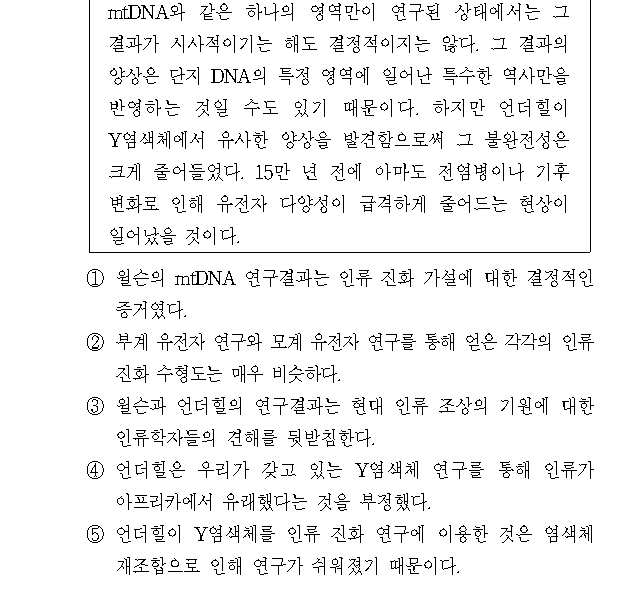 mtDNA와 같은 하나의 영역만이 연구된 상태에서는 그
결과가 시사적이기는 해도 결정적이지는 않다. 그 결과의
양상은 단지 DNA의 특정 영역에 일어난 특수한 역사만을
반영하는 것일 수도 있기 때문이다. 하지만 언더힐이
Y염색체에서 유사한 양상을 발견함으로써 그 불완전성은
크게 줄어들었다. 15만 년 전에 아마도 전염병이나 기후
변화로 인해 유전자 다양성이 급격하게 줄어드는 현상이
일어났을 것이다.
① 윌슨의 mtDNA 연구결과는 인류 진화 가설에 대한 결정적인
증거였다.
② 부계 유전자 연구와 모계 유전자 연구를 통해 얻은 각각의 인류
진화 수형도는 매우 비슷하다.
③ 윌슨과 언더힐의 연구결과는 현대 인류 조상의 기원에 대한
인류학자들의 견해를 뒷받침한다.
④ 언더힐은 우리가 갖고 있는 Y염색체 연구를 통해 인류가
아프리카에서 유래했다는 것을 부정했다.
⑤ 언더힐이 Y염색체를 인류 진화 연구에 이용한 것은 염색체
재조합으로 인해 연구가 쉬워졌기 때문이다.